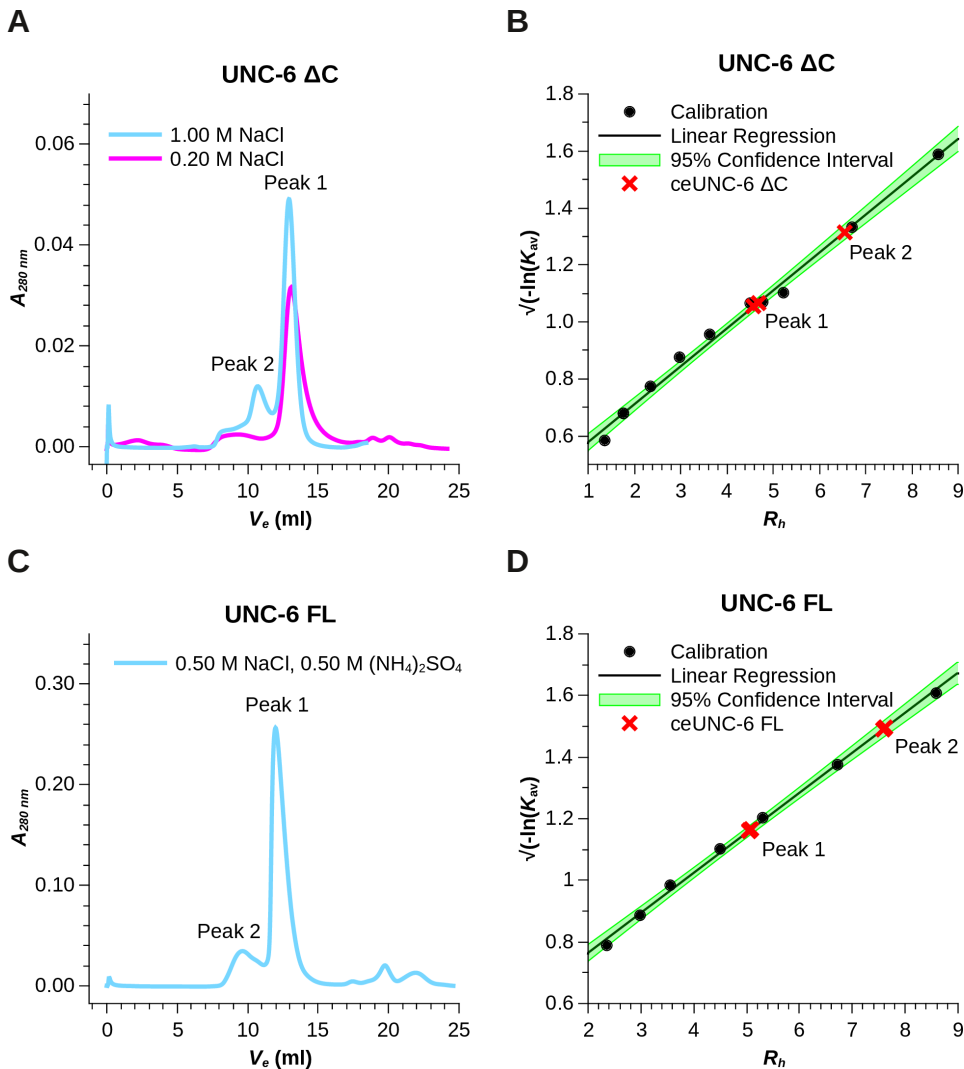 A
UNC-6 ΔC
1.00 M NaCl
0.20 M NaCl
Peak 1
Peak 2
0.06
0.04
0.02
0.00
A280 nm
0 5 10 15 20 25
Ve (ml)
B
UNC-6 ΔC
Calibration
Linear Regression
95% Confidence Interval
ceUNC-6 ΔC
Peak 2
Peak 1
1.8
1.6
1.4
1.2
1.0
0.8
0.6
√(-ln(Kav)
1 2 3 4 5 6 7 8 9
Rh
C
UNC-6 FL
0.50 M NaCl, 0.50 M (NH4)2SO4
Peak 1
Peak 2
0.30
0.20
0.10
0.00
A280 nm
0 5 10 15 20 25
Ve (ml)
D
UNC-6 FL
Calibration
Linear Regression
95% Confidence Interval
ceUNC-6 FL
Peak 2
Peak 1
1.8
1.6
1.4
1.2
1
0.8
0.6
√(-ln(Kav)
2 3 4 5 6 7 8 9
Rh